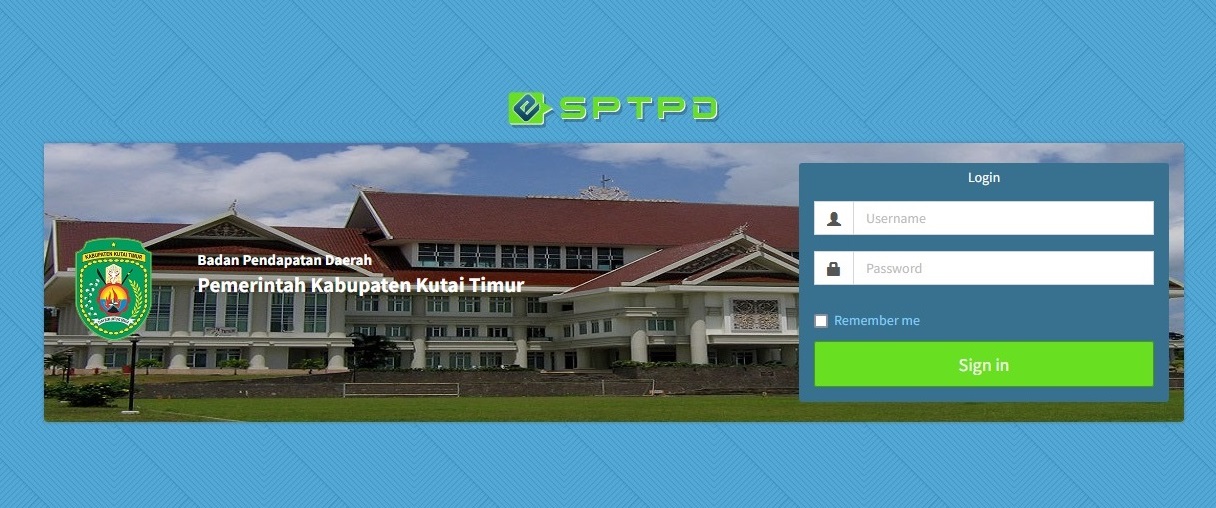 SPTPD
Login
Username
KABUPATEN KUTAI TIMUR
Badan Pendapatan Daerah
Pemerintah Kabupaten Kutai Timur
Password
Remember me
Sign in